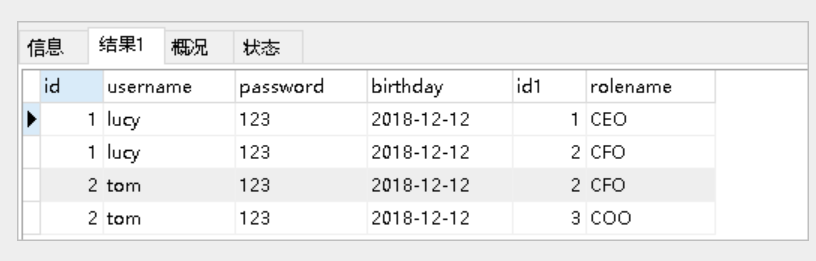 信息 结果1 概况 状态
id username password birthday id1 rolename
1 lucy 123 2018-12-12 1 CEO
1 lucy 123 2018-12-12 2 CFO
2 tom 123 2018-12-12 2 CFO
2 tom 123 2018-12-12 3 COO